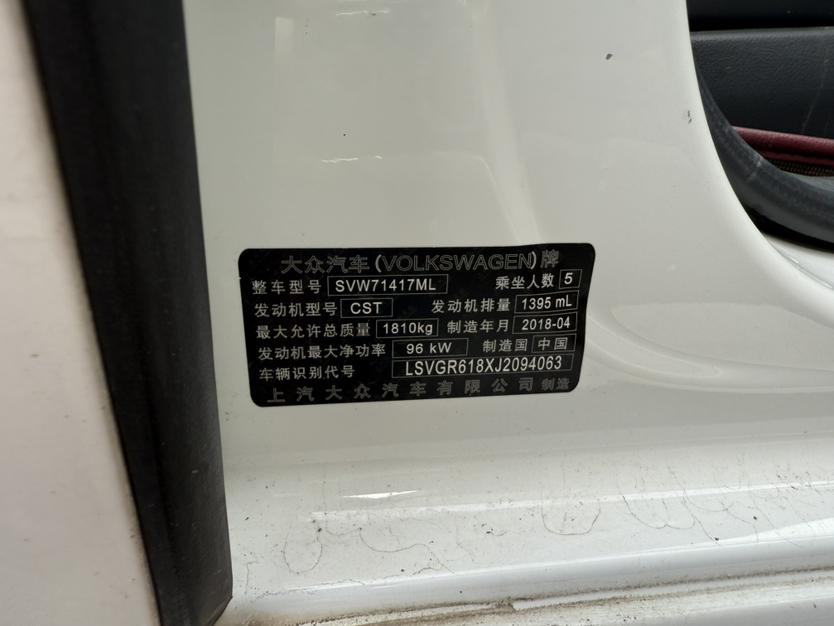 大众汽车(VOLKSWAGEN)牌
整车型号 SVW71417ML 乘坐人数 5
发动机型号 CST 发动机排量 1395 mL
最大允许总质量 1810kg 制造年月 2018-04
发动机最大净功率 96 kW 制造国 中国
车辆识别代号 LSVGR618XJ2094063
上汽大众汽车有限公司 制造